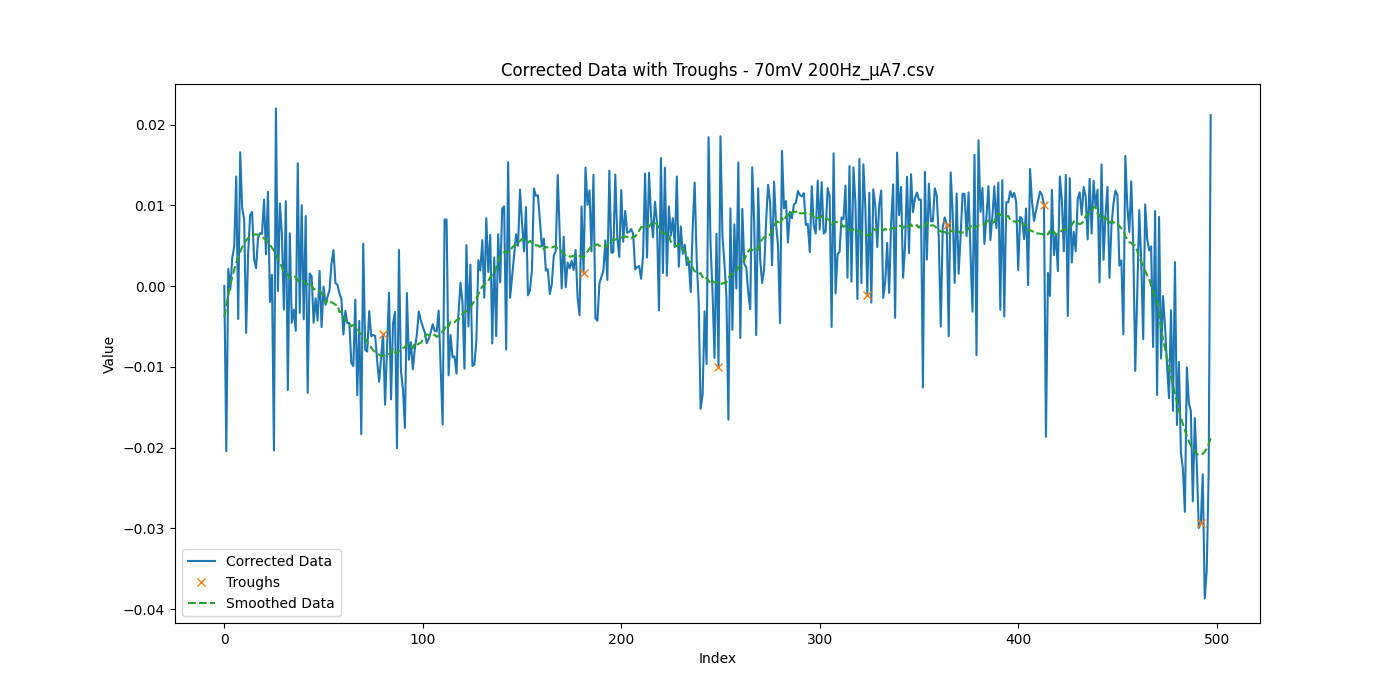 Corrected Data with Troughs - 70mV 200Hz_μA7.csv
Value
0.02
0.01
0.00
−0.01
−0.02
−0.03
−0.04
Corrected Data
Troughs
Smoothed Data
0 100 200 300 400 500
Index